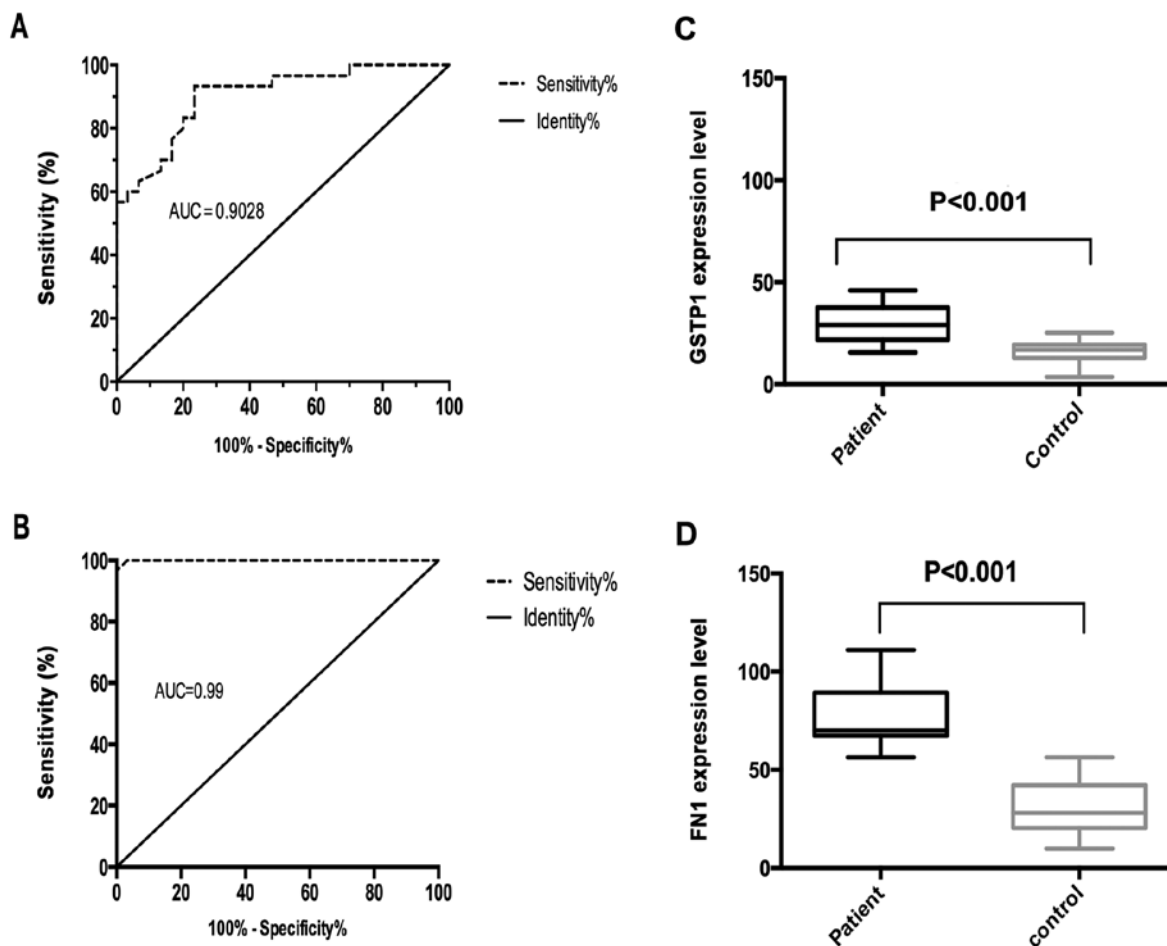 A
Sensitivity (%)
100
80
60
40
20
0
AUC = 0.9028
0 20 40 60 80 100
100% - Specificity%
Sensitivity%
Identity%
B
Sensitivity (%)
100
80
60
40
20
0
AUC=0.99
0 20 40 60 80 100
100% - Specificity%
Sensitivity%
Identity%
C
GSTP1 expression level
150
100
50
0
P<0.001
Patient
Control
D
FN1 expression level
150
100
50
0
P<0.001
Patient
control